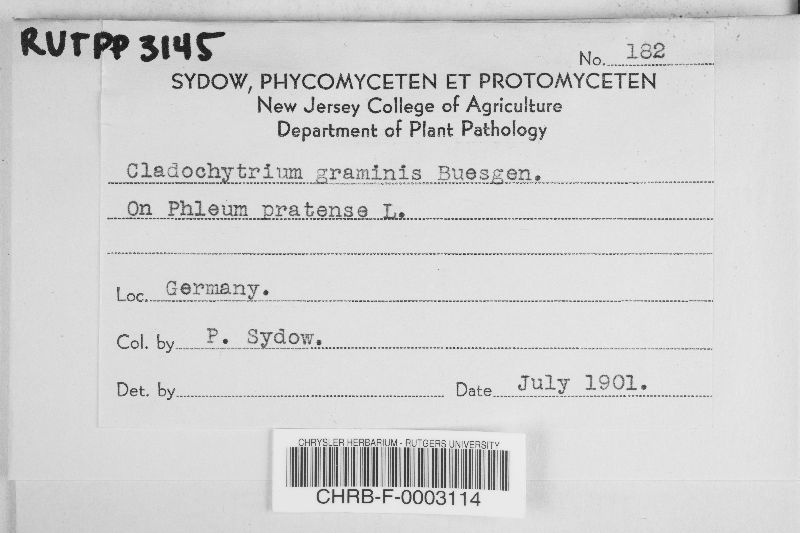 RUTPP 3145
No. 182
SYDOW, PHYCOMYCETEN ET PROTOMYCETEN
New Jersey College of Agriculture
Department of Plant Pathology
Cladochytrium graminis Buesgen.
On Phleum pratense L.
Loc. Germany.
Col. by P. Sydow.
Det. by Date July 1901.
CHRYSLER HERBARIUM - RUTGERS UNIVERSITY
CHRB-F-0003114